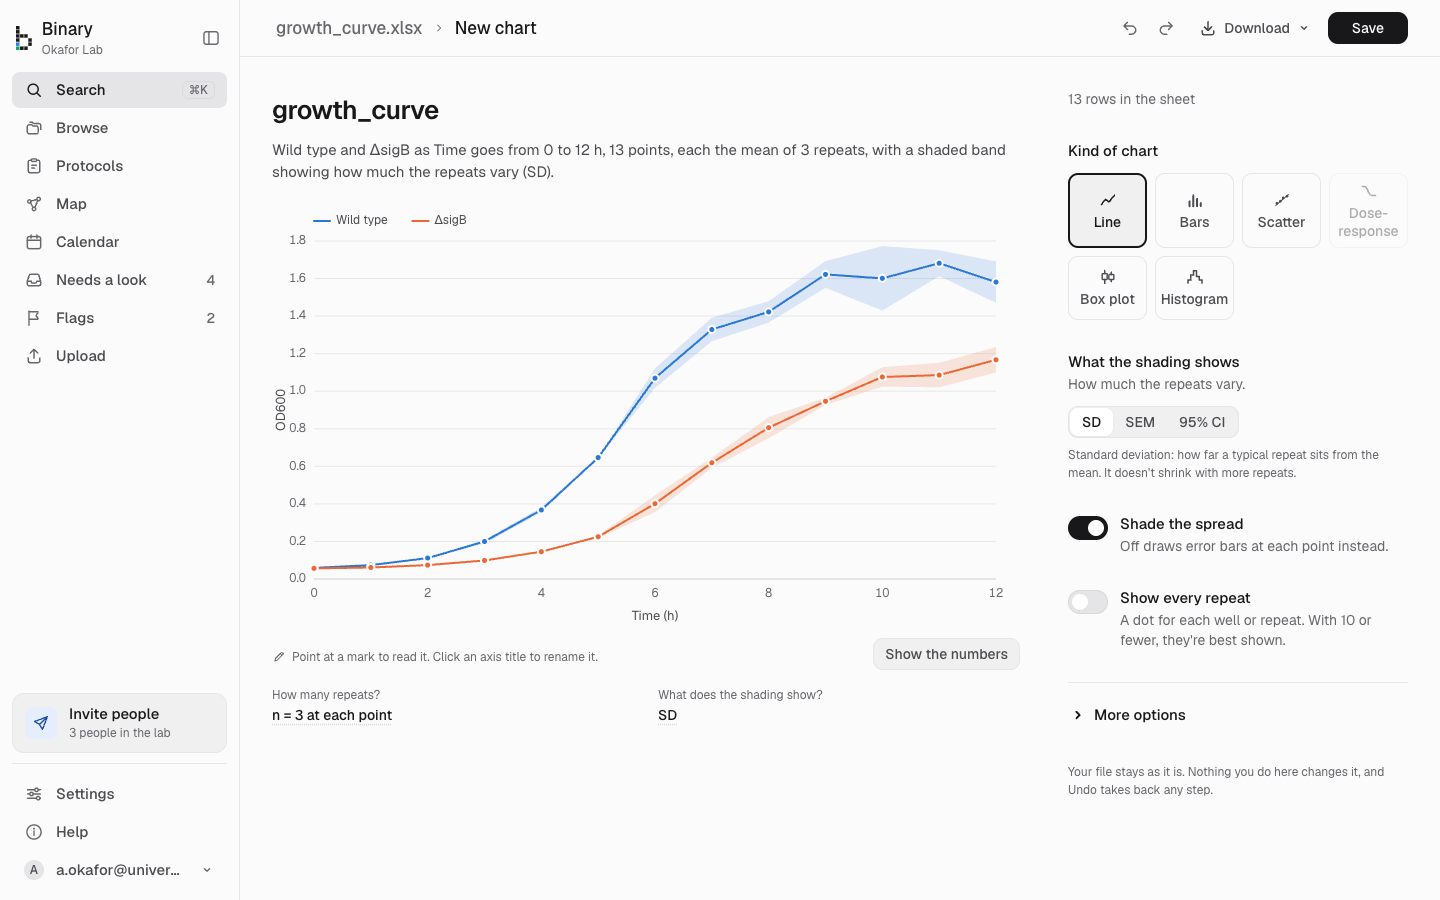 Binary
Okafor Lab
Search ⌘K
Browse
Protocols
Map
Calendar
Needs a look 4
Flags 2
Upload
Invite people
3 people in the lab
Settings
Help
A a.okafor@univer...
growth_curve.xlsx › New chart
Download
Save
growth_curve
Wild type and ΔsigB as Time goes from 0 to 12 h, 13 points, each the mean of 3 repeats, with a shaded band
showing how much the repeats vary (SD).
Wild type ΔsigB
1.8
1.6
1.4
1.2
1.0
0.8
0.6
0.4
0.2
0.0
OD600
0 2 4 6 8 10 12
Time (h)
Point at a mark to read it. Click an axis title to rename it.
Show the numbers
How many repeats?
n = 3 at each point
What does the shading show?
SD
13 rows in the sheet
Kind of chart
Line
Bars
Scatter
Dose-
response
Box plot
Histogram
What the shading shows
How much the repeats vary.
SD SEM 95% CI
Standard deviation: how far a typical repeat sits from the
mean. It doesn't shrink with more repeats.
Shade the spread
Off draws error bars at each point instead.
Show every repeat
A dot for each well or repeat. With 10 or
fewer, they're best shown.
More options
Your file stays as it is. Nothing you do here changes it, and
Undo takes back any step.